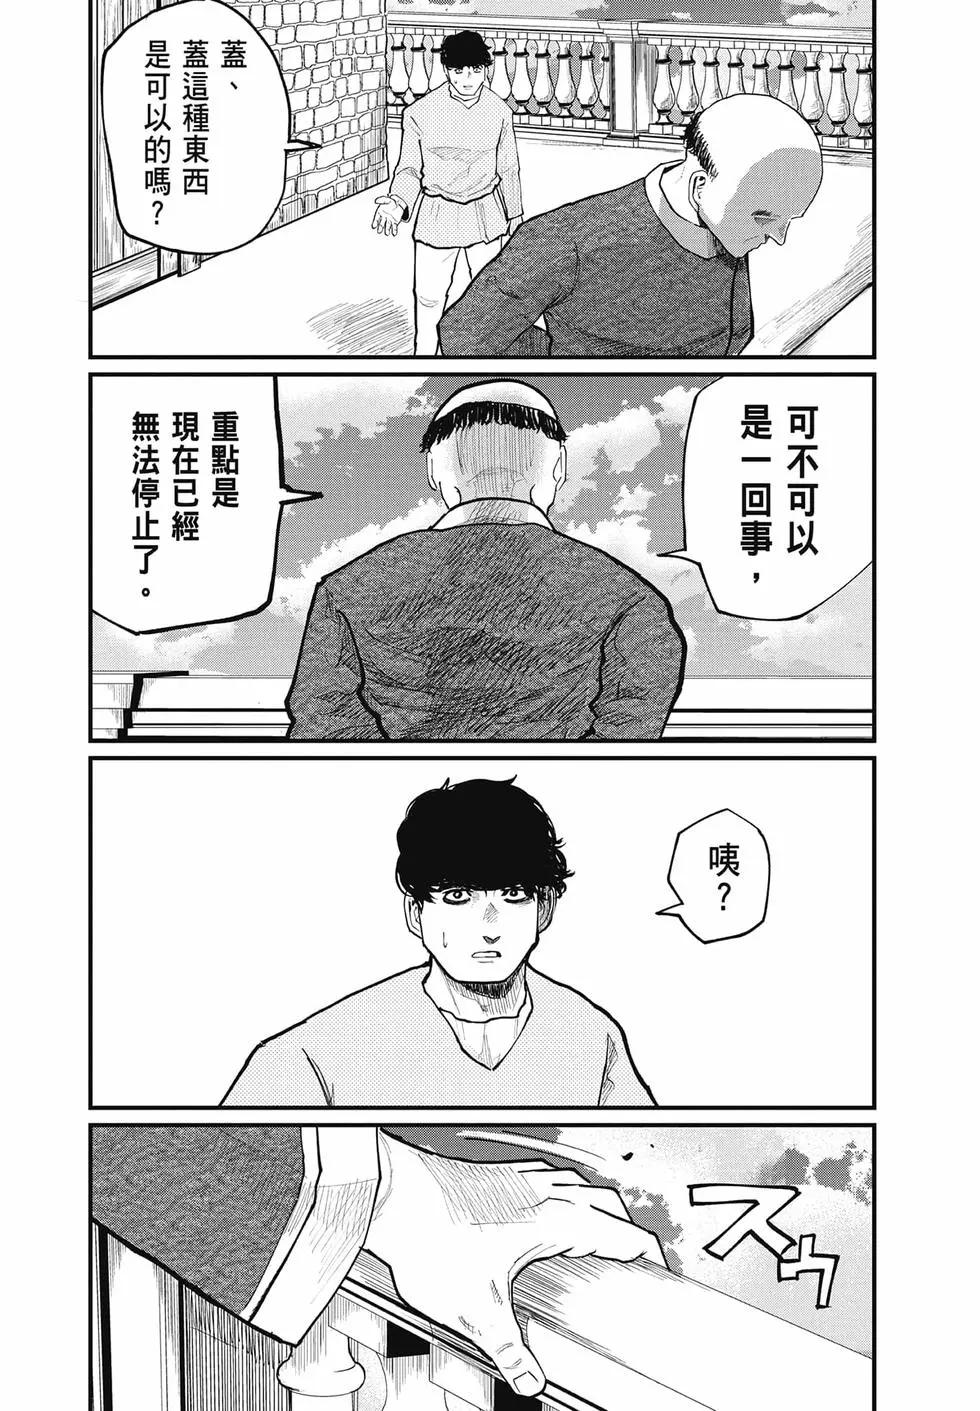 蓋、
蓋這種東西
是可以的嗎？
可不可以
是一回事，
重點是
現在已經
無法停止了。
咦？
スゥ